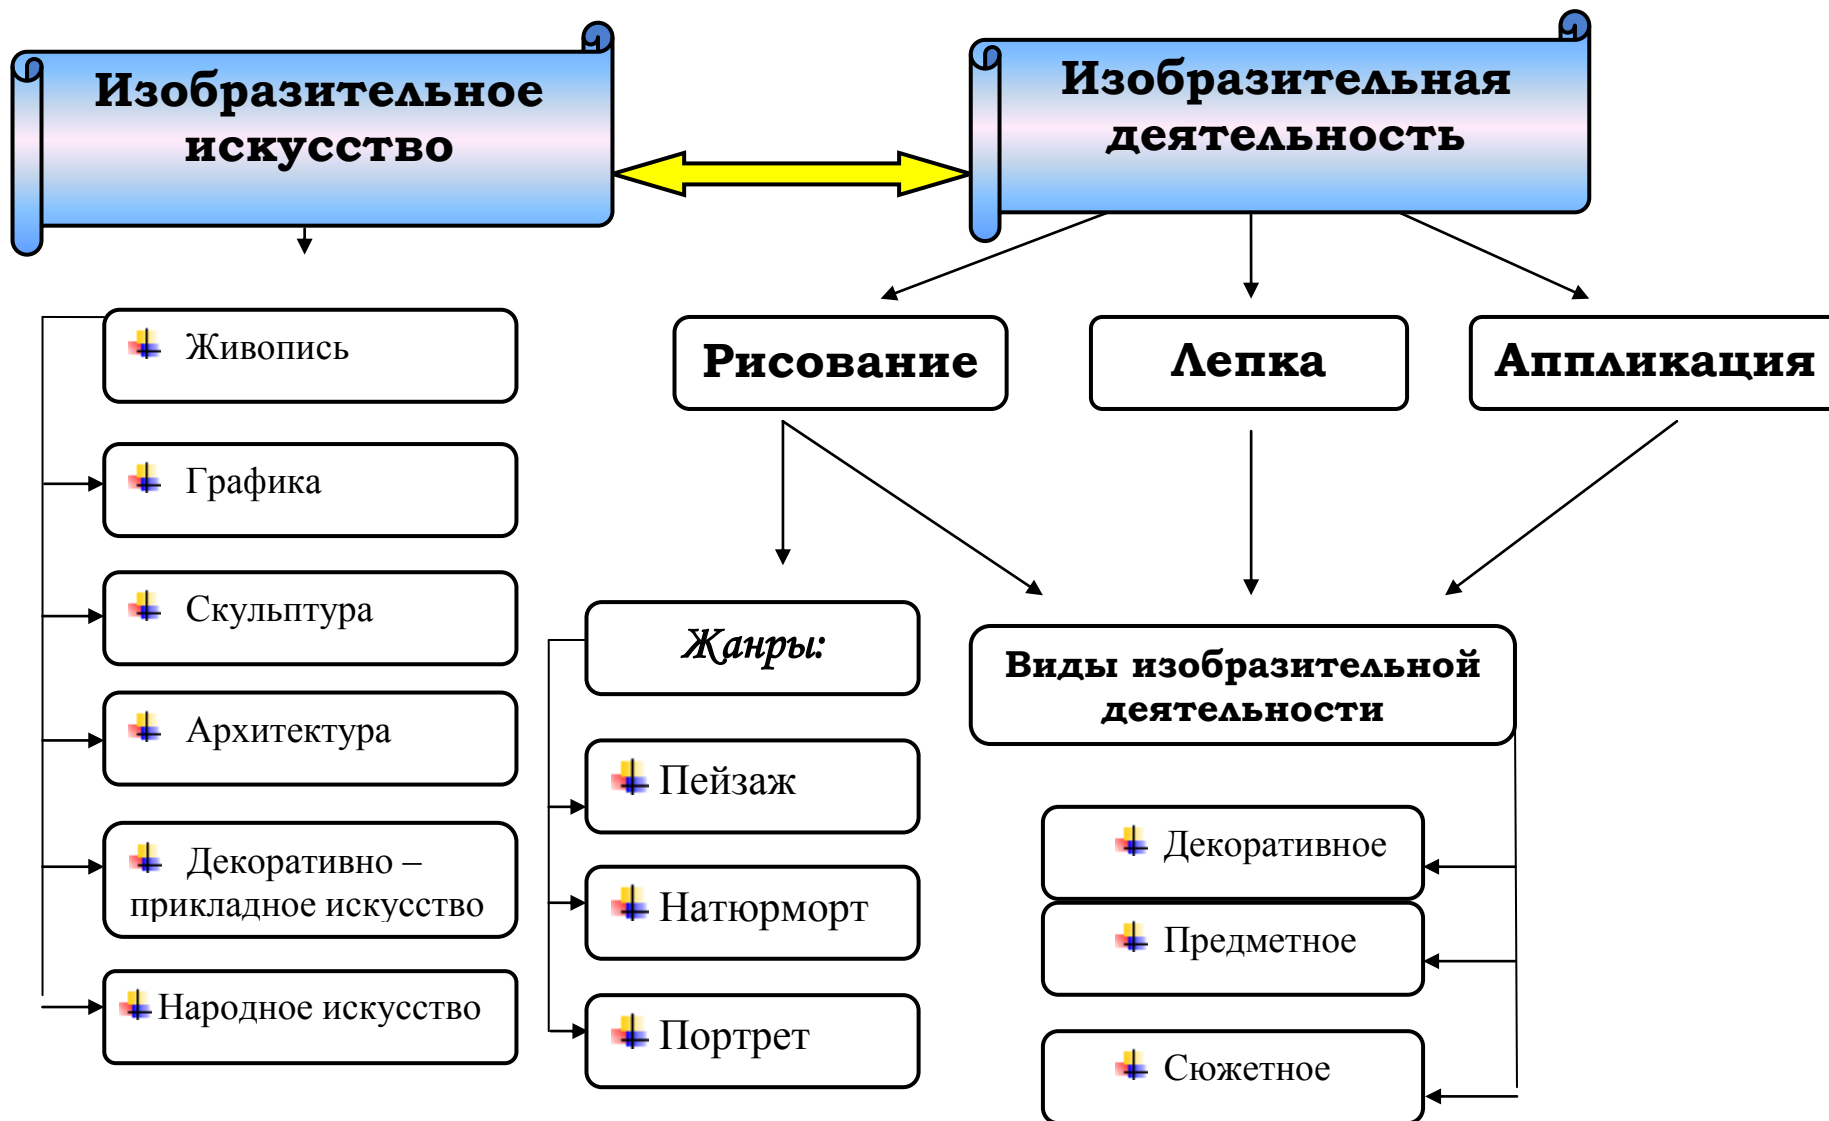 Изобразительное
искусство
Изобразительная
деятельность
Живопись
Графика
Скульптура
Архитектура
Декоративно –
прикладное искусство
Народное искусство
Рисование
Лепка
Аппликация
Жанры:
Пейзаж
Натюрморт
Портрет
Виды изобразительной
деятельности
Декоративное
Предметное
Сюжетное